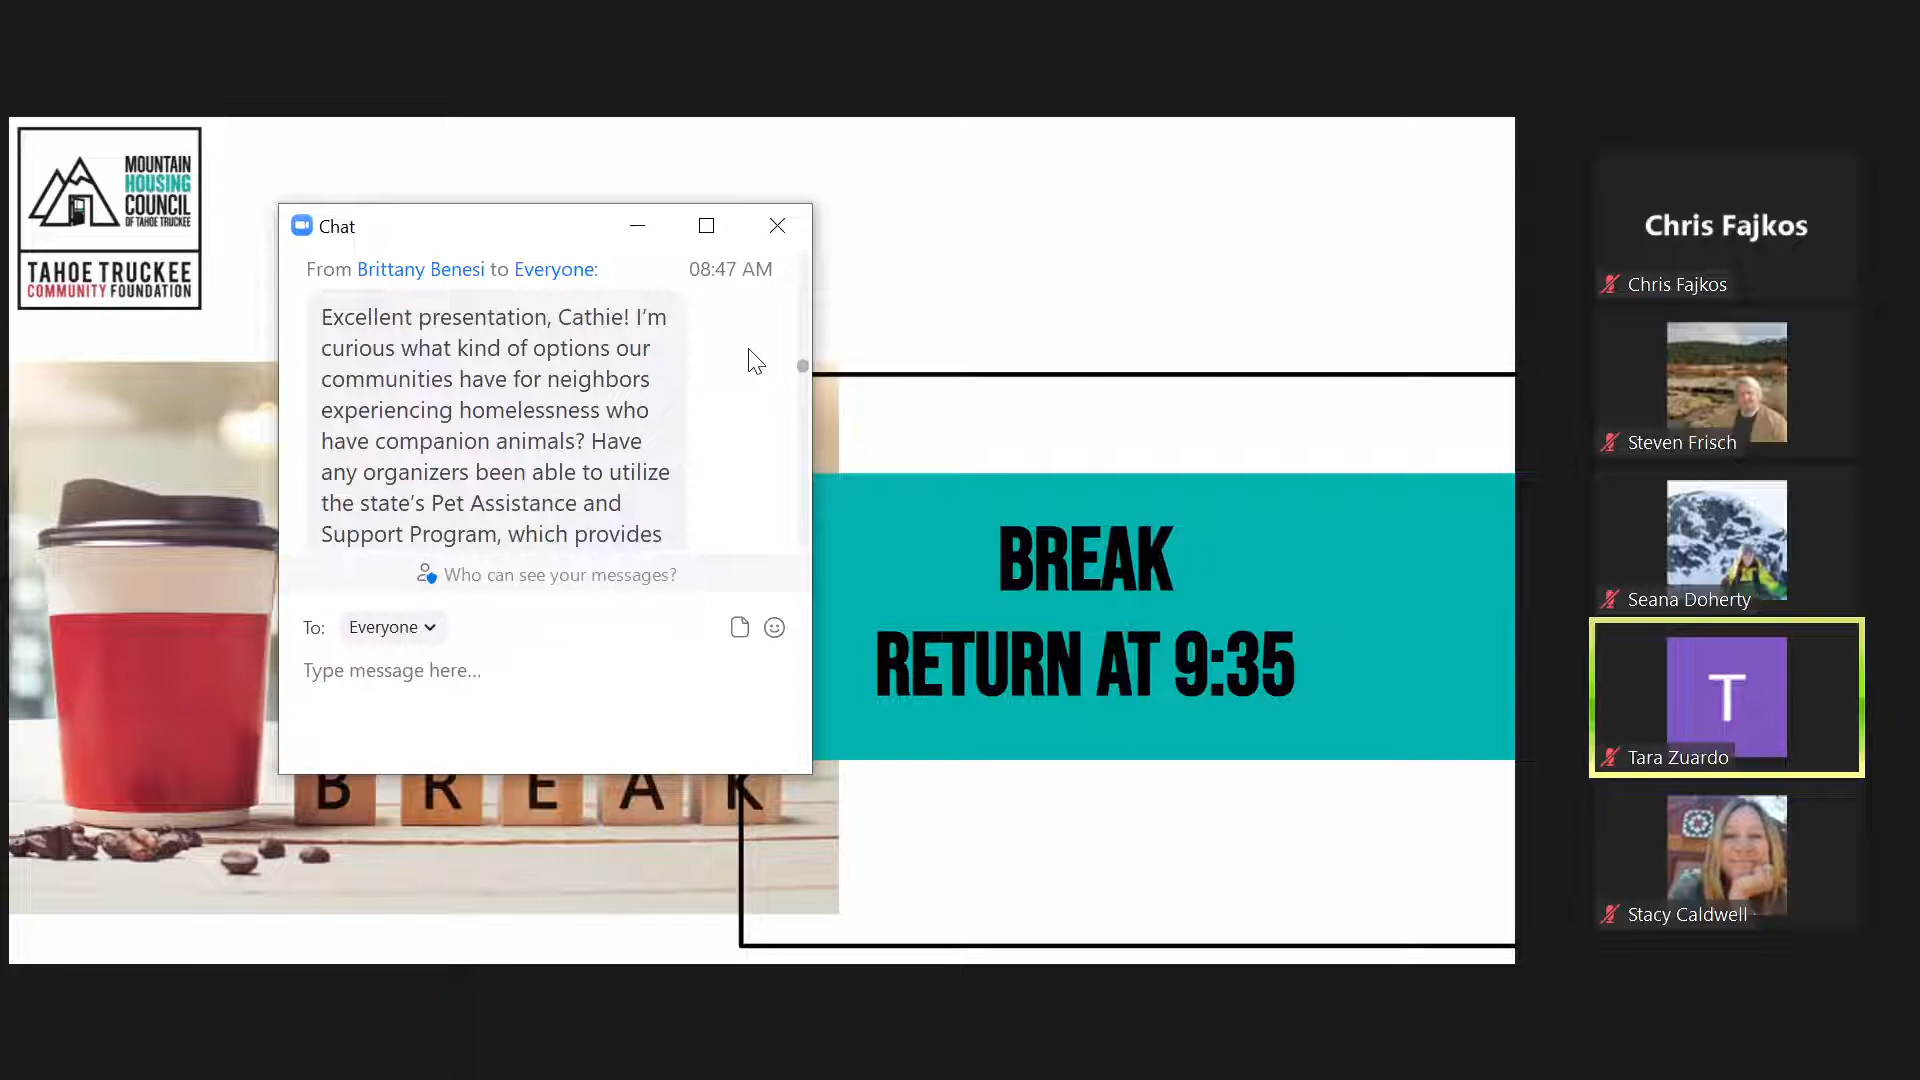 MOUNTAIN
HOUSING
COUNCIL
OF TAHOE TRUCKEE
TAHOE TRUCKEE
COMMUNITY FOUNDATION
Chat
From Brittany Benesi to Everyone: 08:47 AM
Excellent presentation, Cathie! I’m
curious what kind of options our
communities have for neighbors
experiencing homelessness who
have companion animals? Have
any organizers been able to utilize
the state’s Pet Assistance and
Support Program, which provides
Who can see your messages?
To: Everyone
Type message here...
BREAK
BREAK
RETURN AT 9:35
Chris Fajkos
Chris Fajkos
Steven Frisch
Seana Doherty
T
Tara Zuardo
Stacy Caldwell